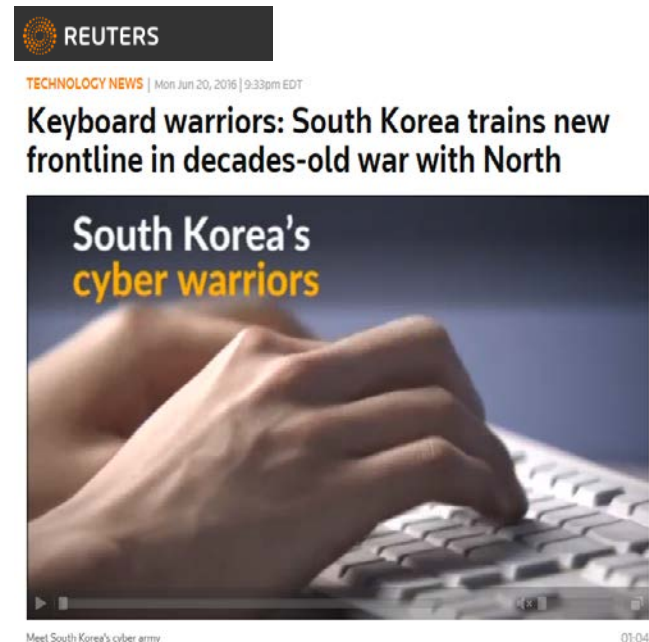 REUTERS
TECHNOLOGY NEWS | Mon Jun 20, 2016 | 9:33pm EDT
Keyboard warriors: South Korea trains new
frontline in decades-old war with North
South Korea's
cyber warriors
Meet South Korea's cyber army 01:04